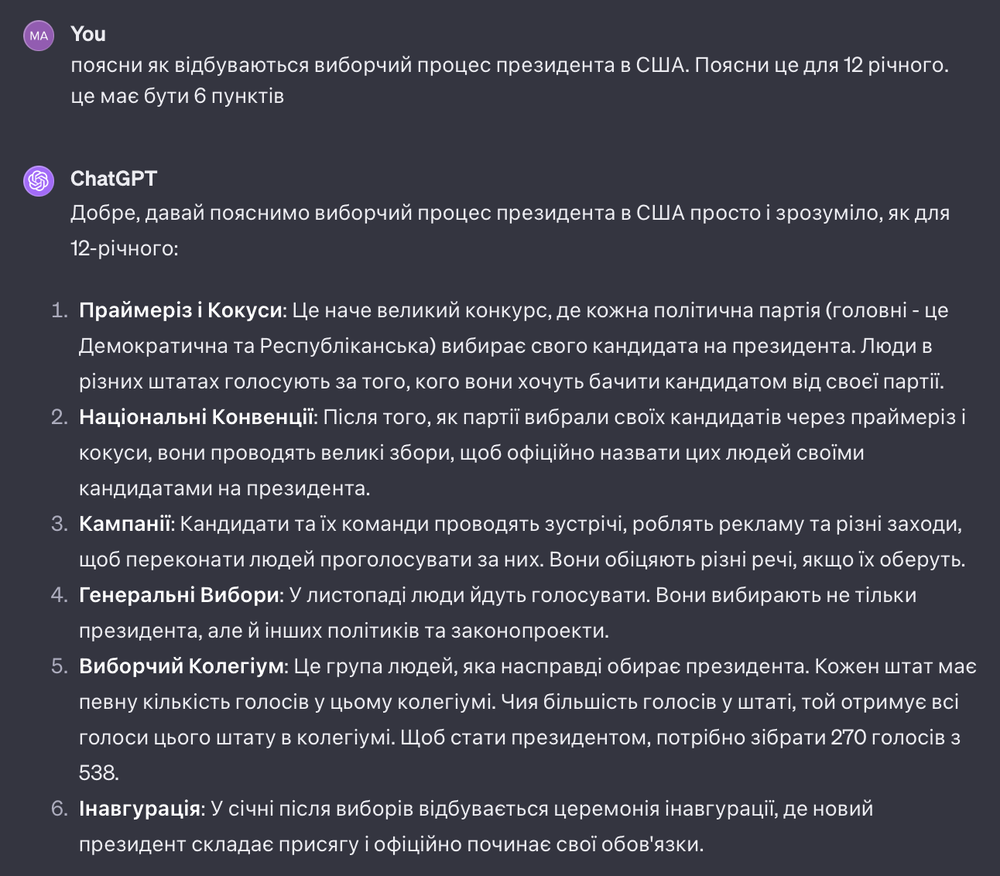 MA
You
поясни як відбуваються виборчий процес президента в США. Поясни це для 12 річного.
це має бути 6 пунктів
ChatGPT
Добре, давай пояснимо виборчий процес президента в США просто і зрозуміло, як для
12-річного:
1. Праймеріз і Кокуси: Це наче великий конкурс, де кожна політична партія (головні - це
Демократична та Республіканська) вибирає свого кандидата на президента. Люди в
різних штатах голосують за того, кого вони хочуть бачити кандидатом від своєї партії.
2. Національні Конвенції: Після того, як партії вибрали своїх кандидатів через праймеріз і
кокуси, вони проводять великі збори, щоб офіційно назвати цих людей своїми
кандидатами на президента.
3. Кампанії: Кандидати та їх команди проводять зустрічі, роблять рекламу та різні заходи,
щоб переконати людей проголосувати за них. Вони обіцяють різні речі, якщо їх оберуть.
4. Генеральні Вибори: У листопаді люди йдуть голосувати. Вони вибирають не тільки
президента, але й інших політиків та законопроекти.
5. Виборчий Колегіум: Це група людей, яка насправді обирає президента. Кожен штат має
певну кількість голосів у цьому колегіумі. Чия більшість голосів у штаті, той отримує всі
голоси цього штату в колегіумі. Щоб стати президентом, потрібно зібрати 270 голосів з
538.
6. Інавгурація: У січні після виборів відбувається церемонія інавгурації, де новий
президент складає присягу і офіційно починає свої обов'язки.